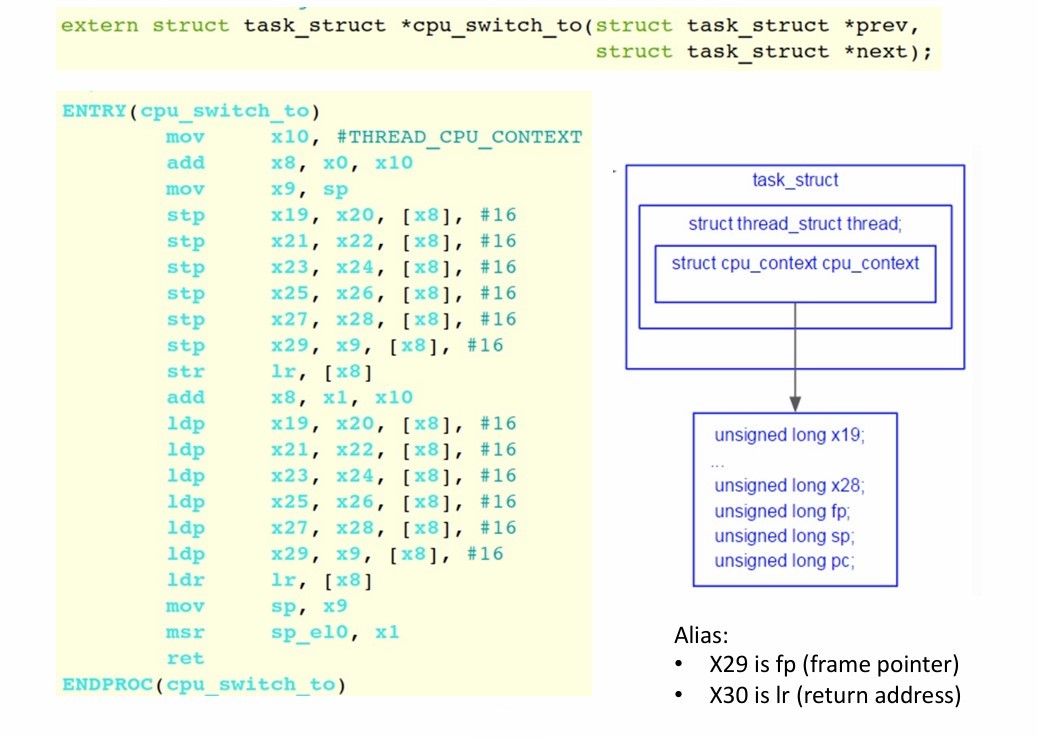 extern struct task_struct *cpu_switch_to(struct task_struct *prev,
struct task_struct *next);
ENTRY(cpu_switch_to)
mov x10, #THREAD_CPU_CONTEXT
add x8, x0, x10
mov x9, sp
stp x19, x20, [x8], #16
stp x21, x22, [x8], #16
stp x23, x24, [x8], #16
stp x25, x26, [x8], #16
stp x27, x28, [x8], #16
stp x29, x9, [x8], #16
str lr, [x8]
add x8, x1, x10
ldp x19, x20, [x8], #16
ldp x21, x22, [x8], #16
ldp x23, x24, [x8], #16
ldp x25, x26, [x8], #16
ldp x27, x28, [x8], #16
ldp x29, x9, [x8], #16
ldr lr, [x8]
mov sp, x9
msr sp_el0, x1
ret
ENDPROC(cpu_switch_to)
task_struct
struct thread_struct thread;
struct cpu_context cpu_context
unsigned long x19;
...
unsigned long x28;
unsigned long fp;
unsigned long sp;
unsigned long pc;
Alias:
• X29 is fp (frame pointer)
• X30 is lr (return address)